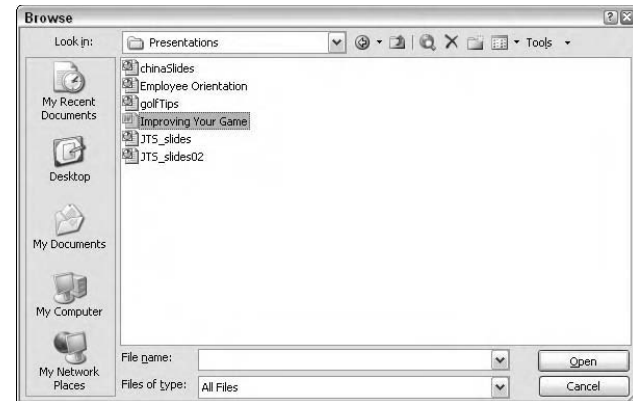 Browse
Look in:
Presentations
Tools
My Recent
Documents
Desktop
My Documents
My Computer
My Network
Places
chinaSlides
Employee Orientation
golfTips
Improving Your Game
JTS_slides
JTS_slides02
File name:
Open
Files of type:
All Files
Cancel